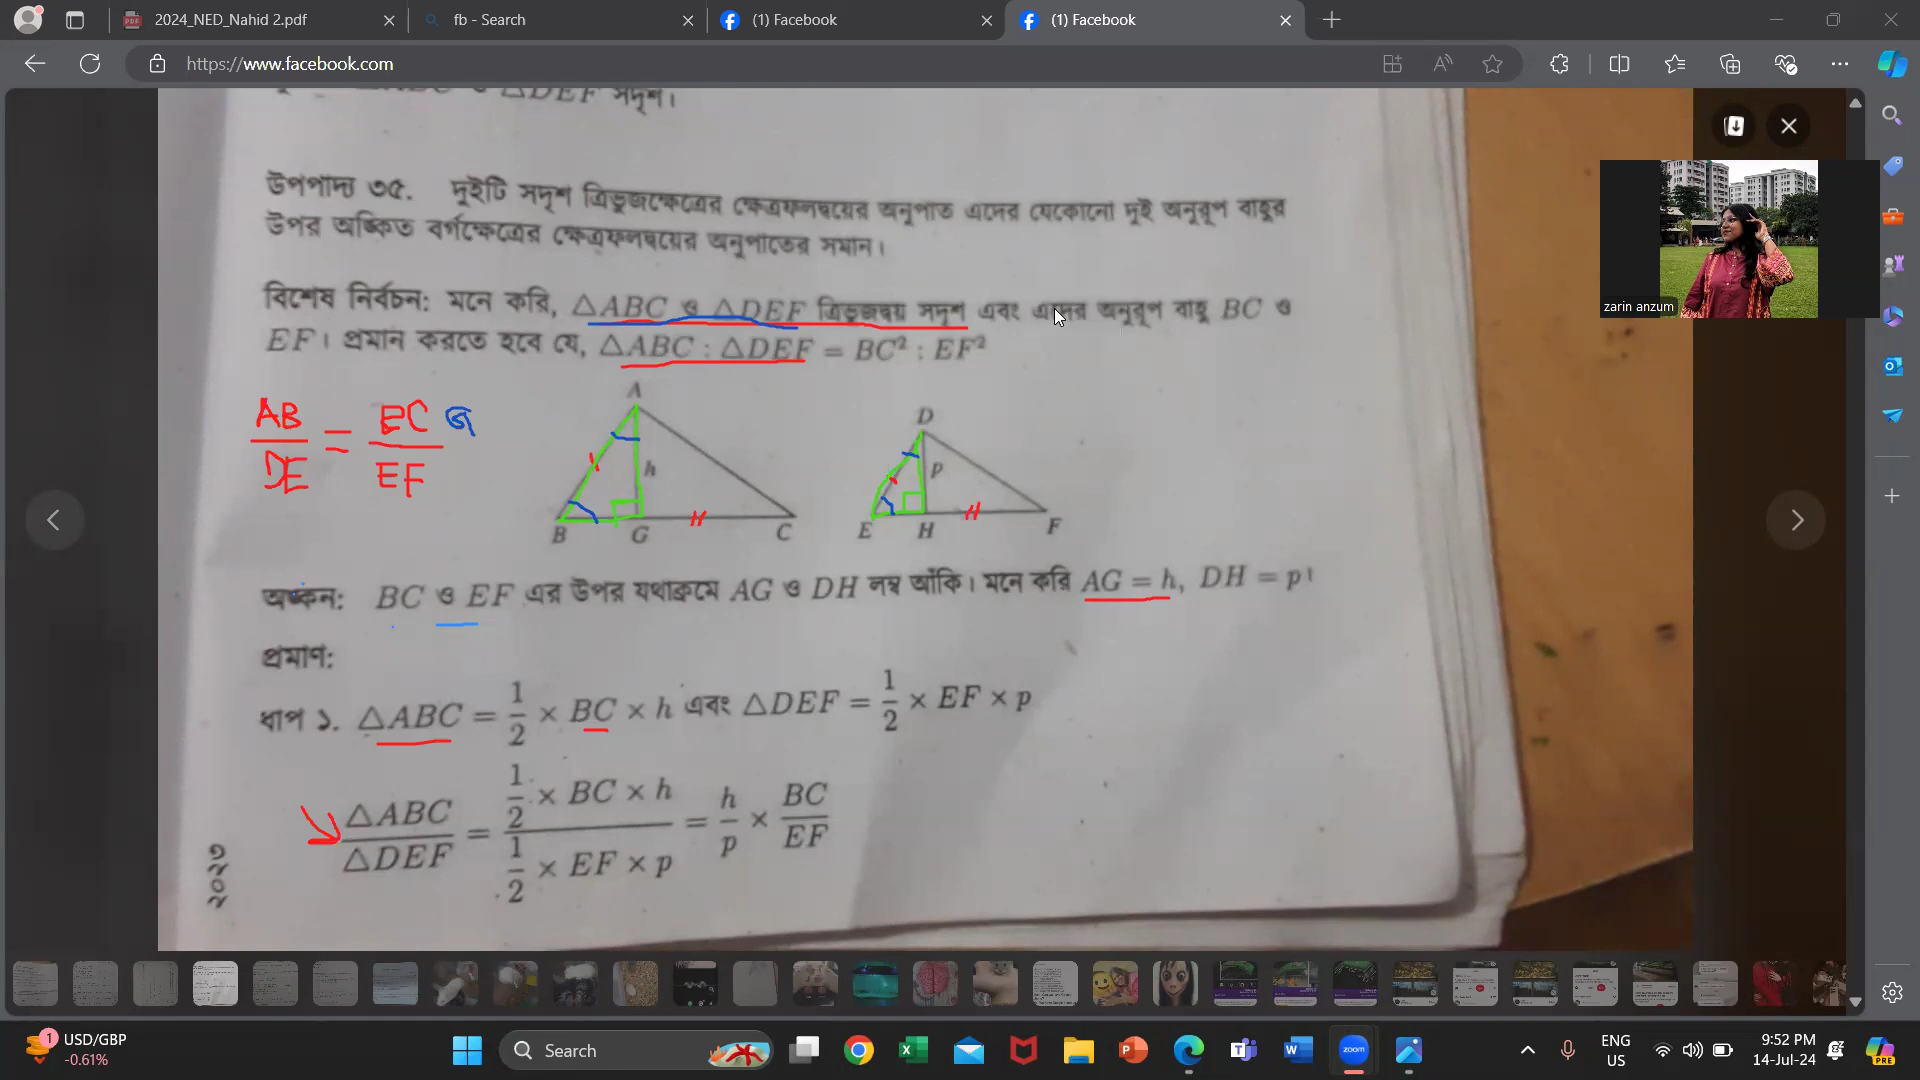 2024_NED_Nahid 2.pdf
fb - Search
(1) Facebook
(1) Facebook
https://www.facebook.com
△DEF সদৃশ।
উপপাদ্য ৩৫. দুইটি সদৃশ ত্রিভুজক্ষেত্রের ক্ষেত্রফলদ্বয়ের অনুপাত এদের যেকোনো দুই অনুরূপ বাহুর
উপর অঙ্কিত বর্গক্ষেত্রের ক্ষেত্রফলদ্বয়ের অনুপাতের সমান।
বিশেষ নির্বচন: মনে করি, △ABC ও △DEF ত্রিভুজদ্বয় সদৃশ এবং এদের অনুরূপ বাহু BC ও
EF। প্রমাণ করতে হবে যে, △ABC : △DEF = BC² : EF²
AB/DE = BC/EF
A
h
B G C
D
p
E H F
অঙ্কন: BC ও EF এর উপর যথাক্রমে AG ও DH লম্ব আঁকি। মনে করি AG = h, DH = p।
প্রমাণ:
ধাপ ১. △ABC = 1/2 × BC × h এবং △DEF = 1/2 × EF × p
△ABC/△DEF = (1/2 × BC × h)/(1/2 × EF × p) = h/p × BC/EF
zarin anzum
USD/GBP
-0.61%
Search
zoom
ENG
US
9:52 PM
14-Jul-24